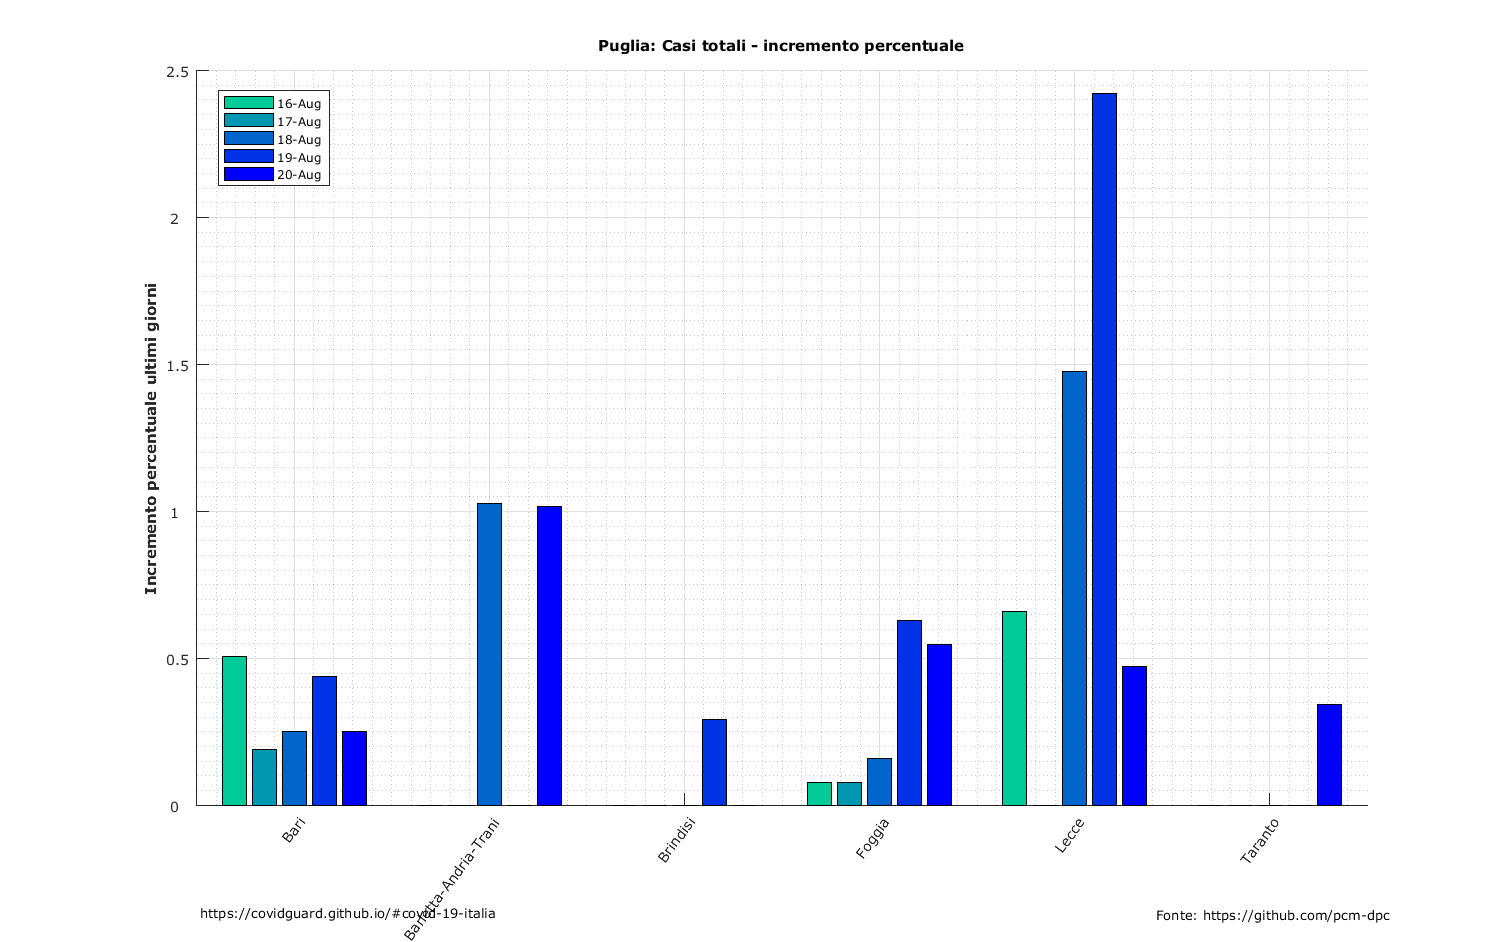 Puglia: Casi totali - incremento percentuale
2.5
2
1.5
1
0.5
0
Incremento percentuale ultimi giorni
16-Aug
17-Aug
18-Aug
19-Aug
20-Aug
Bari
Barletta-Andria-Trani
Brindisi
Foggia
Lecce
Taranto
https://covidguard.github.io/#covid-19-italia
Fonte: https://github.com/pcm-dpc